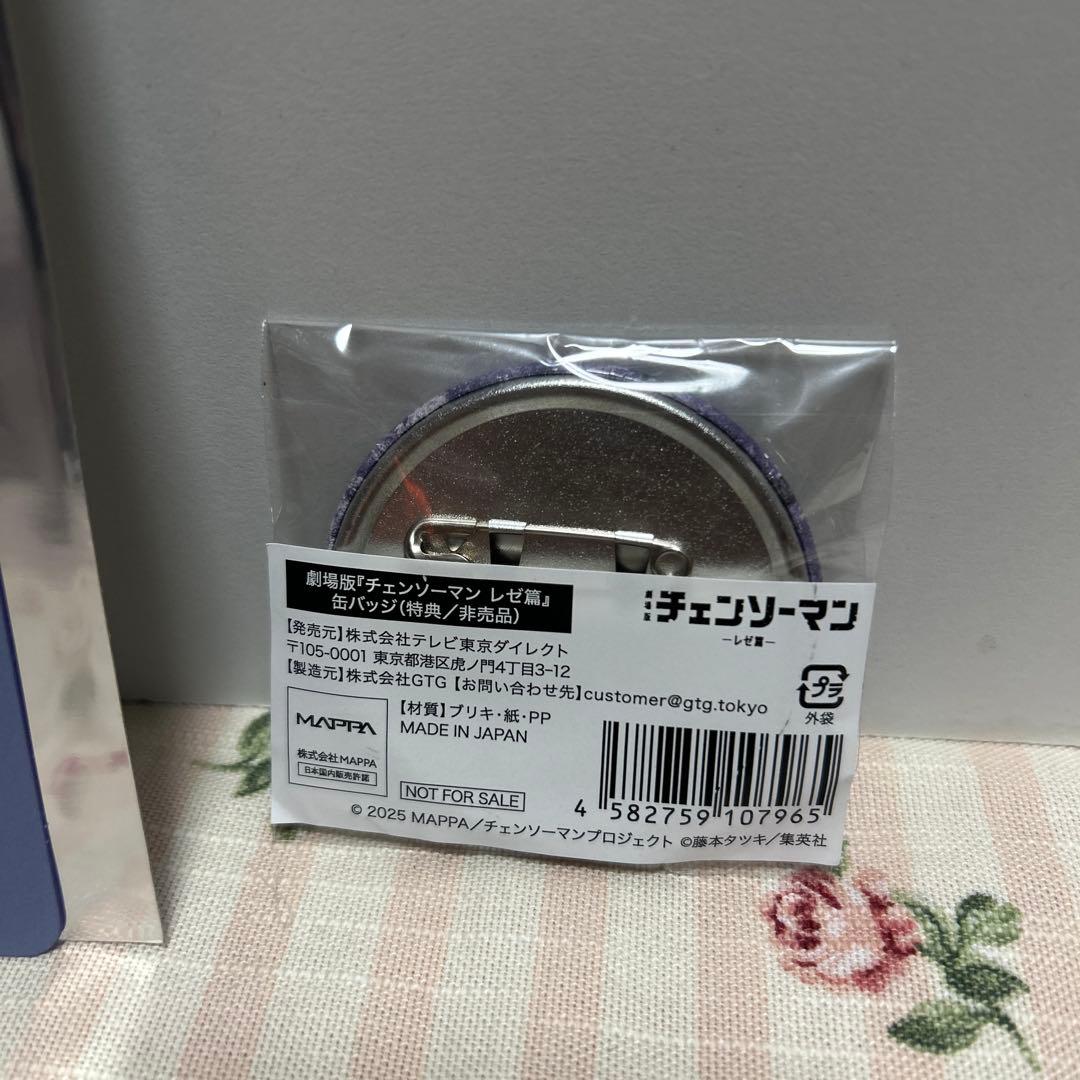 劇場版『チェンソーマン レゼ篇』
缶バッジ（特典／非売品）
【発売元】株式会社テレビ東京ダイレクト
〒105-0001 東京都港区虎ノ門4丁目3-12
【製造元】株式会社GTG【お問い合わせ先】customer@gtg.tokyo
劇場版 チェンソーマン
—レゼ篇—
プラ
外袋
MAPPA
株式会社MAPPA
日本国内販売許諾
【材質】ブリキ・紙・PP
MADE IN JAPAN
NOT FOR SALE
4 582759 107965
© 2025 MAPPA／チェンソーマンプロジェクト ©藤本タツキ／集英社